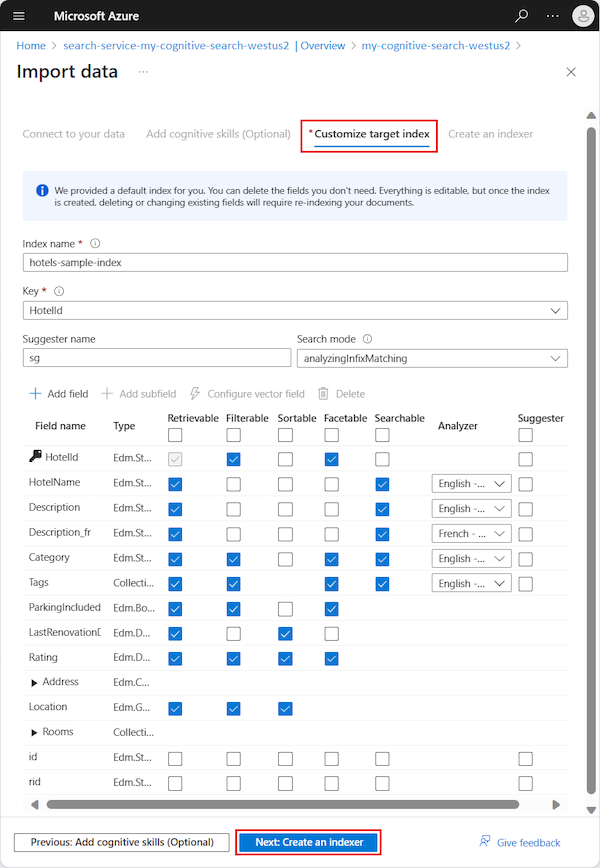 Microsoft Azure
Home > search-service-my-cognitive-search-westus2 | Overview > my-cognitive-search-westus2 >
Import data ...
Connect to your data Add cognitive skills (Optional) * Customize target index Create an indexer
We provided a default index for you. You can delete the fields you don't need. Everything is editable, but once the index
is created, deleting or changing existing fields will require re-indexing your documents.
Index name *
hotels-sample-index
Key *
HotelId
Suggester name Search mode
sg analyzingInfixMatching
Add field Add subfield Configure vector field Delete
Field name Type Retrievable Filterable Sortable Facetable Searchable Analyzer Suggester
HotelId Edm.St...
HotelName Edm.St... English -...
Description Edm.St... English -...
Description_fr Edm.St... French - ...
Category Edm.St... English -...
Tags Collecti... English -...
ParkingIncluded Edm.Bo...
LastRenovationD Edm.D...
Rating Edm.D...
Address Edm.C...
Location Edm.G...
Rooms Collecti...
id Edm.St...
rid Edm.St...
Previous: Add cognitive skills (Optional) Next: Create an indexer Give feedback